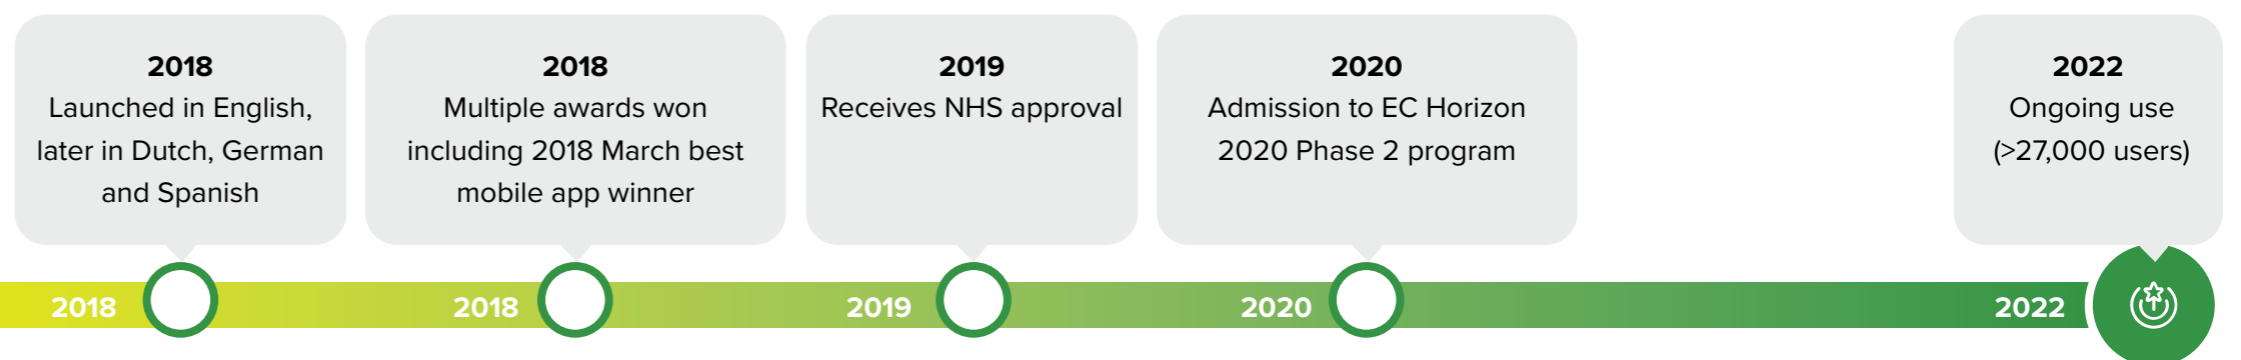 2018
Launched in English,
later in Dutch, German
and Spanish
2018
Multiple awards won
including 2018 March best
mobile app winner
2019
Receives NHS approval
2020
Admission to EC Horizon
2020 Phase 2 program
2022
Ongoing use
(>27,000 users)
2018
2018
2019
2020
2022